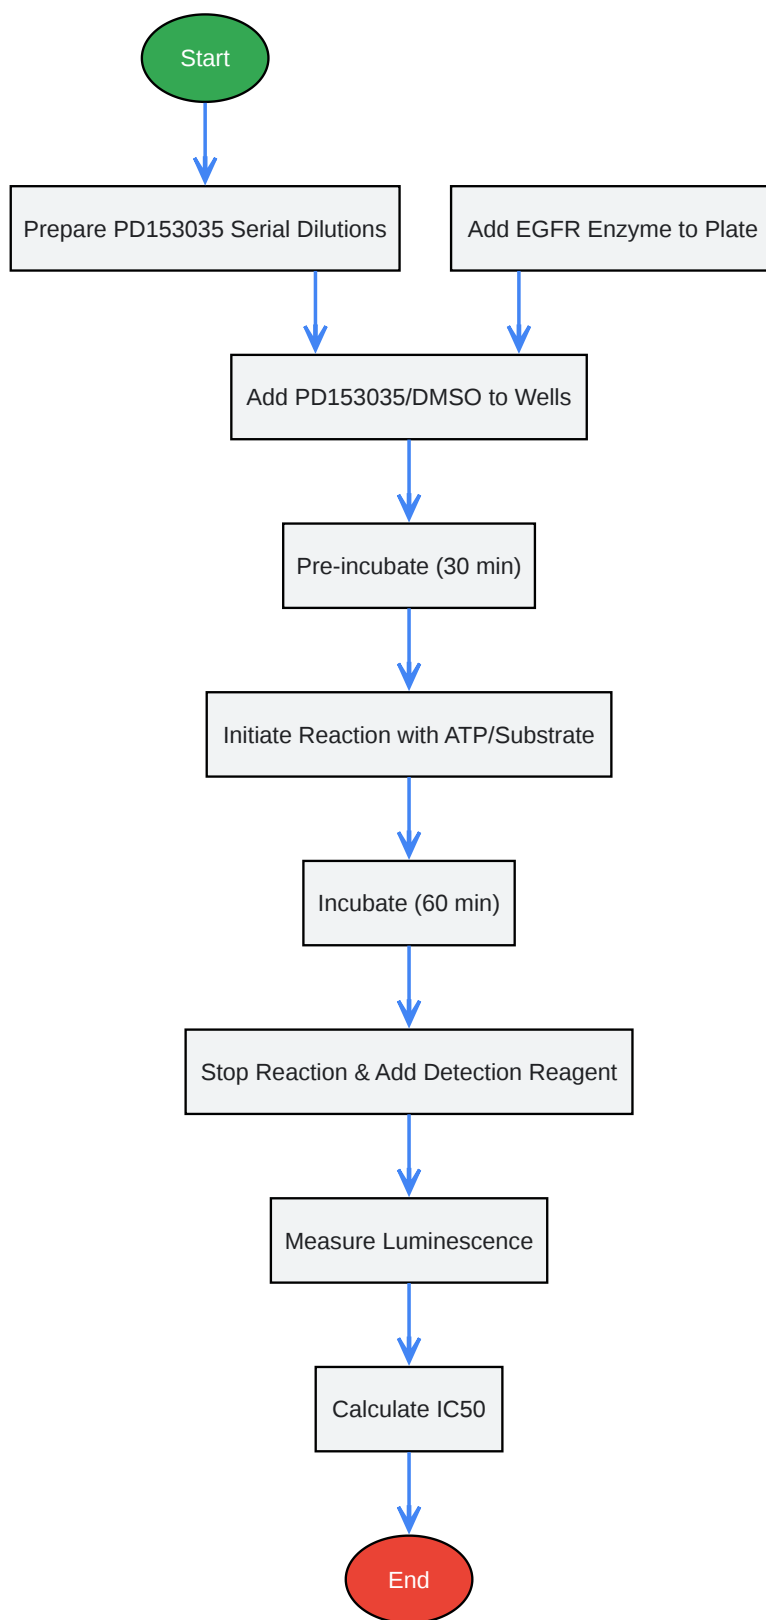 Start
Prepare PD153035 Serial Dilutions
Add EGFR Enzyme to Plate
Add PD153035/DMSO to Wells
Pre-incubate (30 min)
Initiate Reaction with ATP/Substrate
Incubate (60 min)
Stop Reaction & Add Detection Reagent
Measure Luminescence
Calculate IC50
End